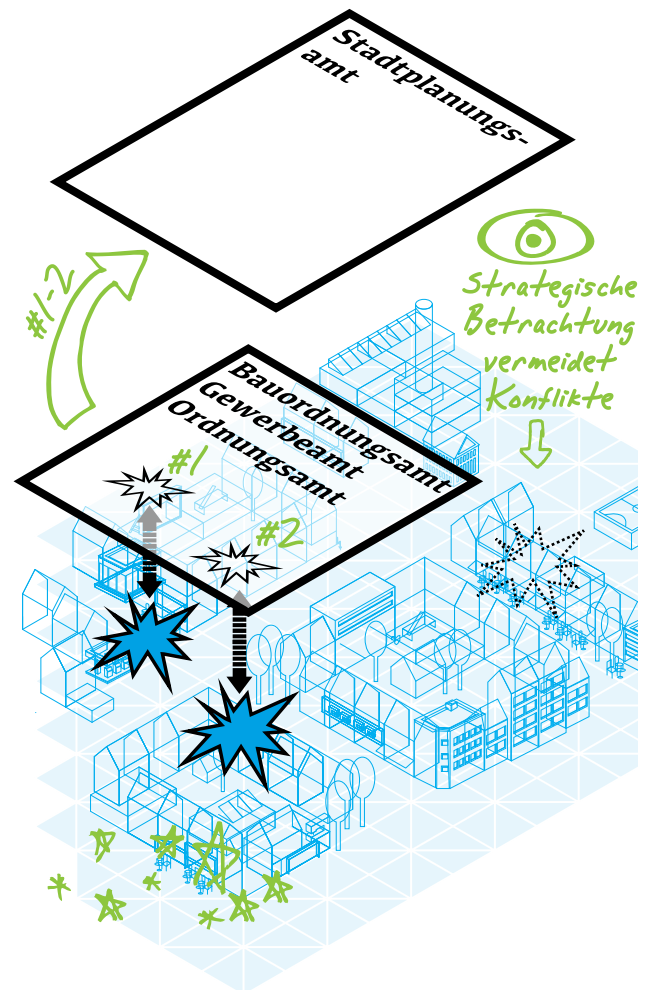 Stadtplanungs-
amt
#1-2
Strategische
Betrachtung
vermeidet
Konflikte
Bauordnungsamt
Gewerbeamt
Ordnungsamt
#1
#2